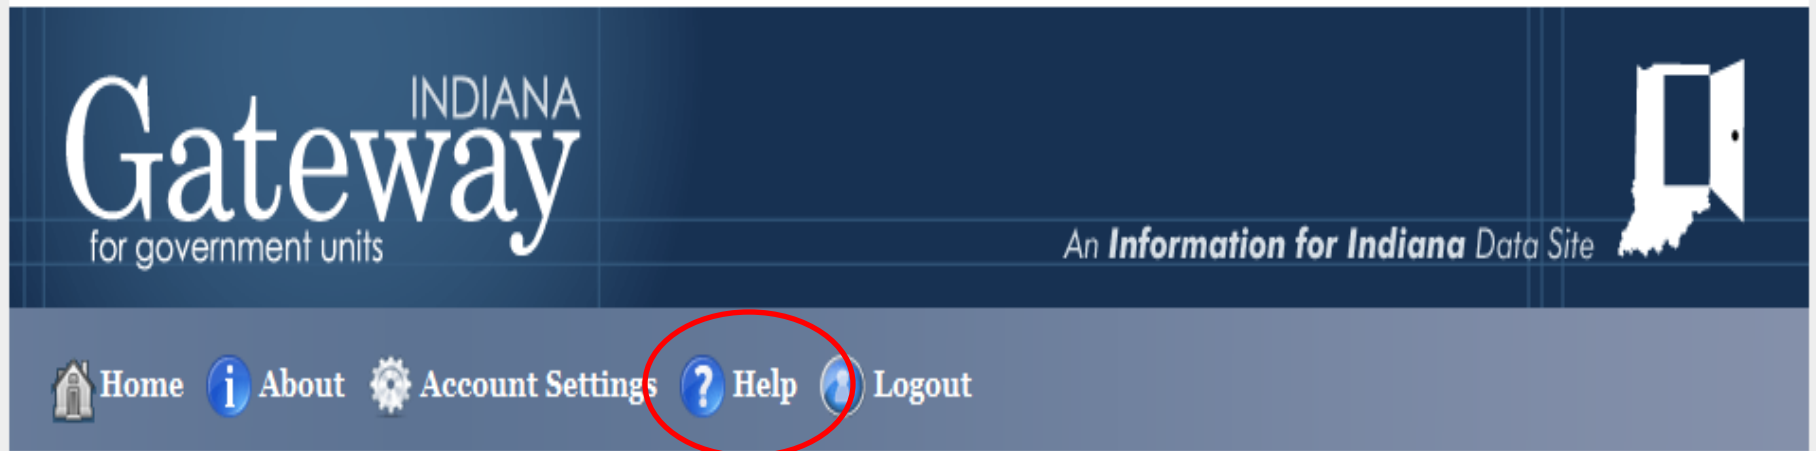 INDIANA
Gateway
for government units
An Information for Indiana Data Site
Home About Account Settings Help Logout